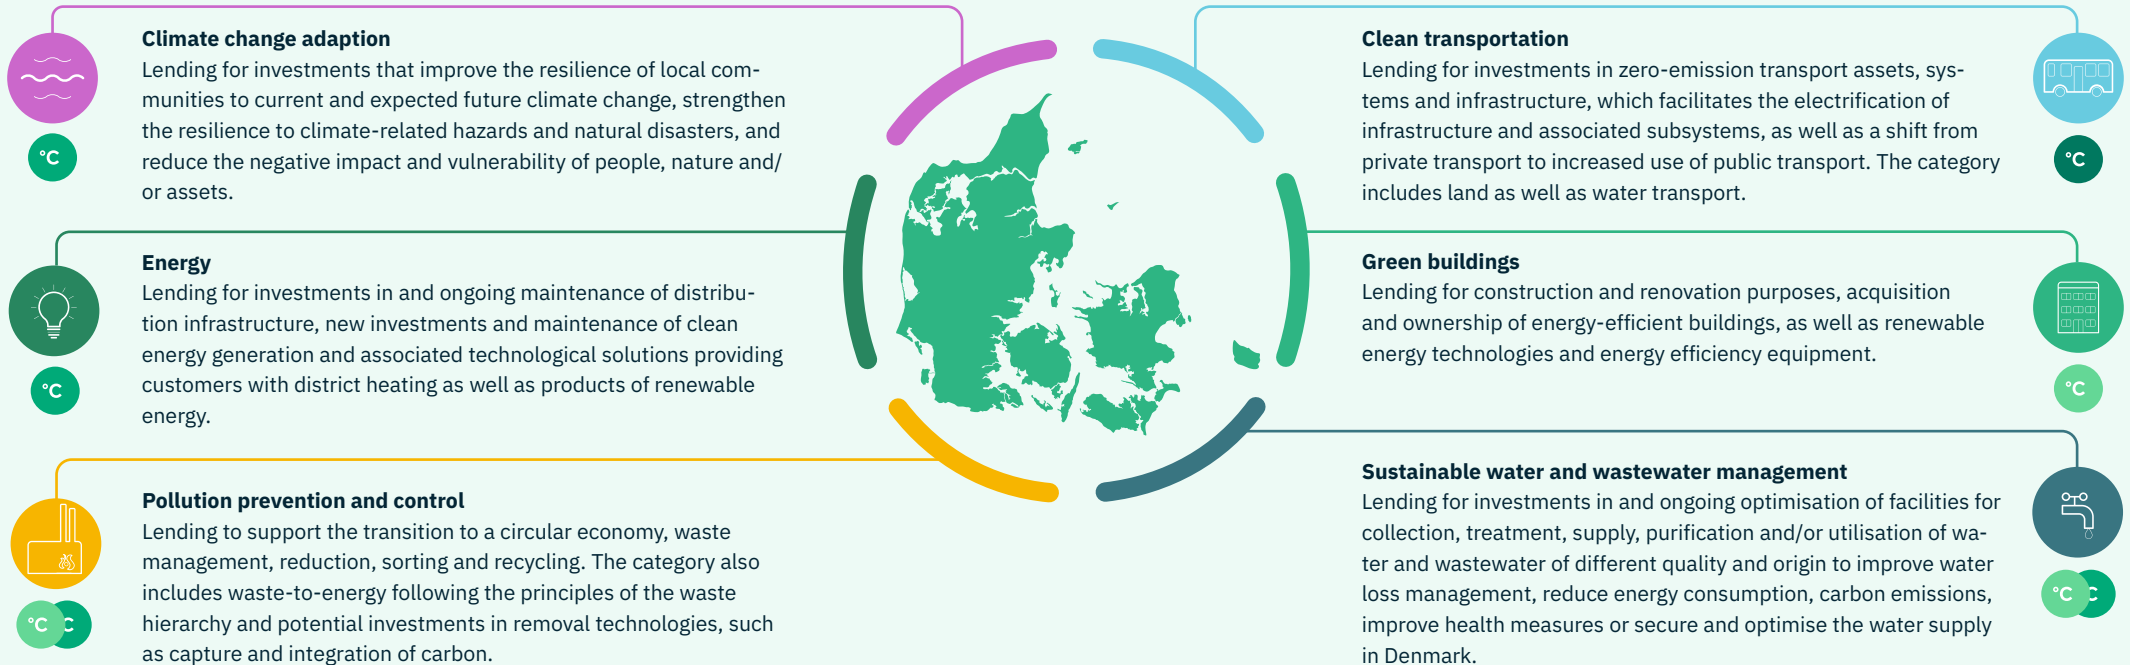 Climate change adaption
Lending for investments that improve the resilience of local com-
munities to current and expected future climate change, strengthen
the resilience to climate-related hazards and natural disasters, and
reduce the negative impact and vulnerability of people, nature and/
or assets.
°C
Energy
Lending for investments in and ongoing maintenance of distribu-
tion infrastructure, new investments and maintenance of clean
energy generation and associated technological solutions providing
customers with district heating as well as products of renewable
energy.
°C
Pollution prevention and control
Lending to support the transition to a circular economy, waste
management, reduction, sorting and recycling. The category also
includes waste-to-energy following the principles of the waste
hierarchy and potential investments in removal technologies, such
as capture and integration of carbon.
°C C
Clean transportation
Lending for investments in zero-emission transport assets, sys-
tems and infrastructure, which facilitates the electrification of
infrastructure and associated subsystems, as well as a shift from
private transport to increased use of public transport. The category
includes land as well as water transport.
°C
Green buildings
Lending for construction and renovation purposes, acquisition
and ownership of energy-efficient buildings, as well as renewable
energy technologies and energy efficiency equipment.
°C
Sustainable water and wastewater management
Lending for investments in and ongoing optimisation of facilities for
collection, treatment, supply, purification and/or utilisation of wa-
ter and wastewater of different quality and origin to improve water
loss management, reduce energy consumption, carbon emissions,
improve health measures or secure and optimise the water supply
in Denmark.
°C C